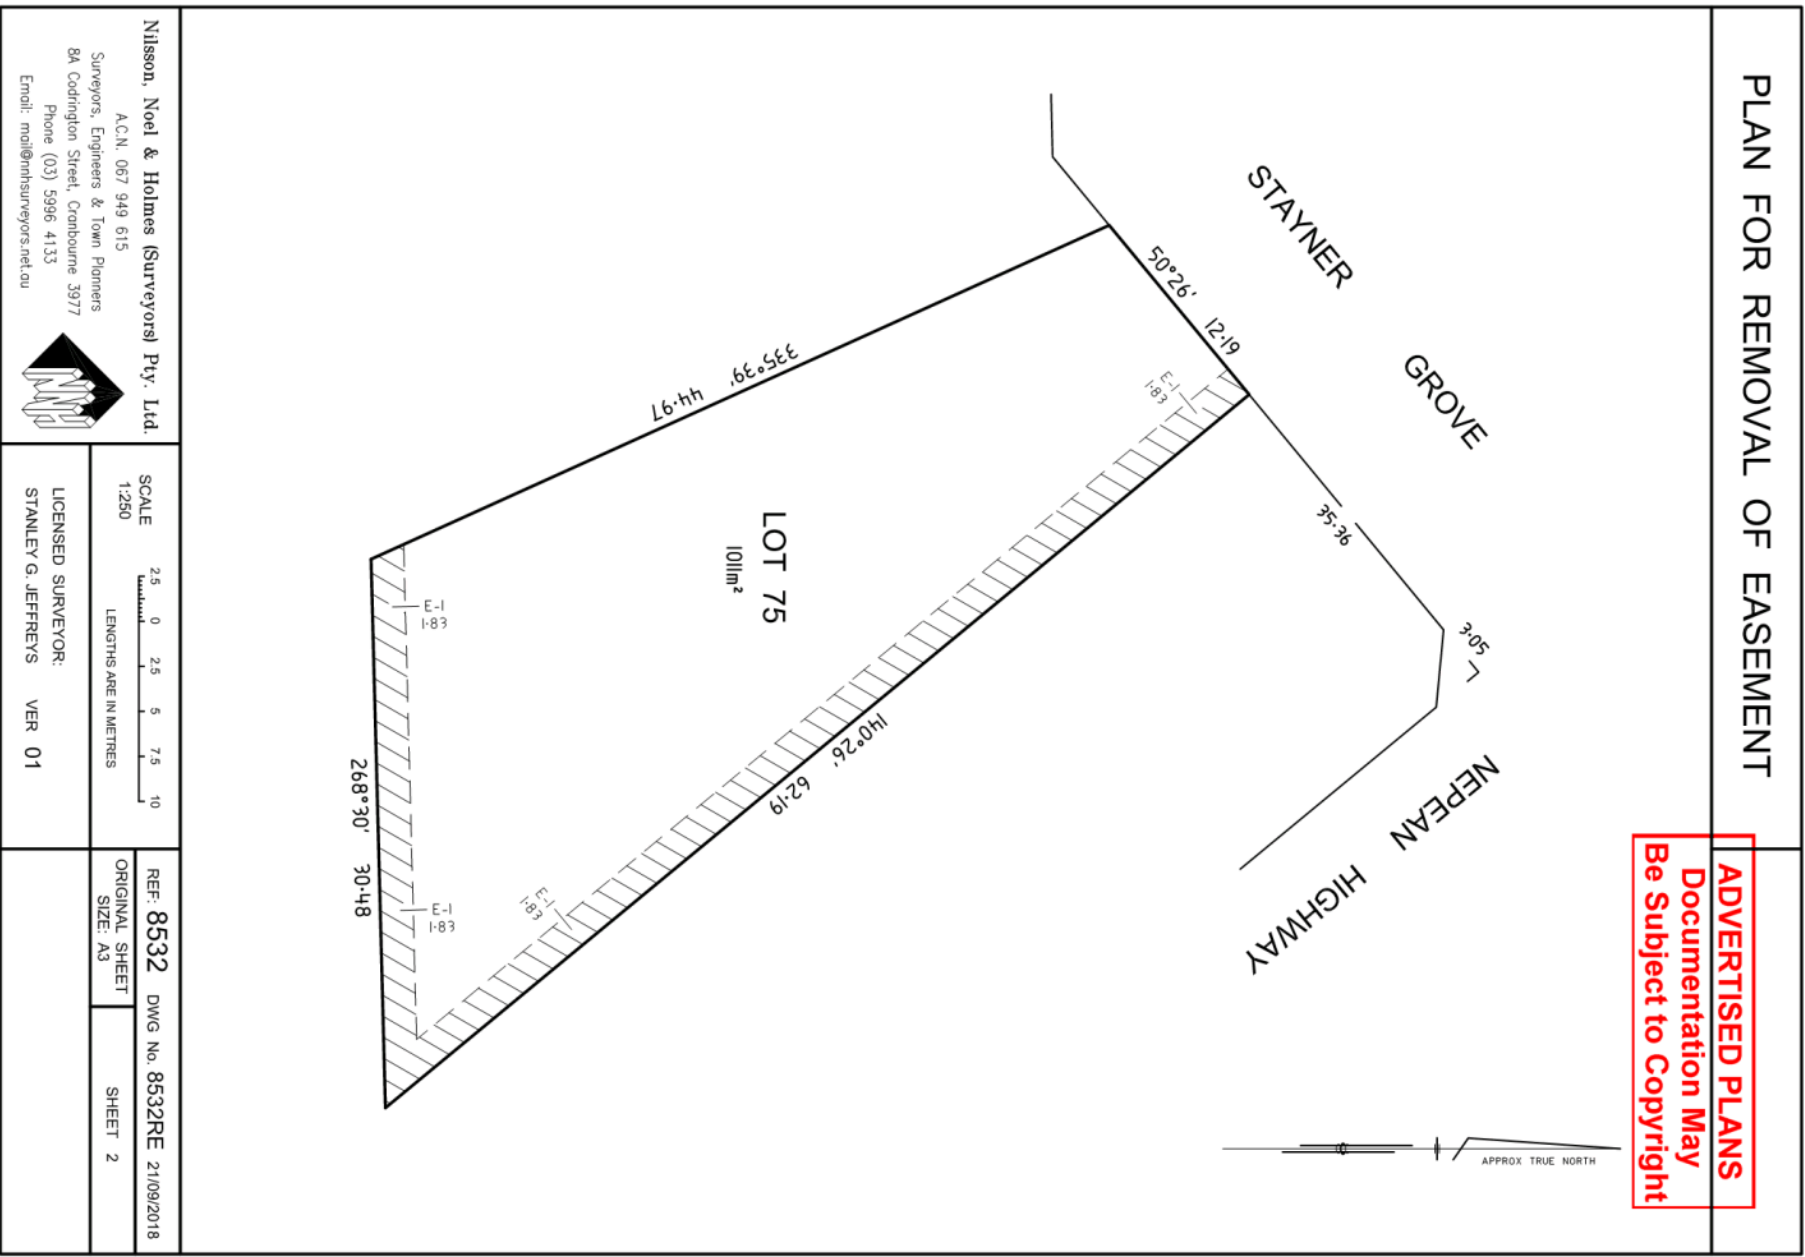 PLAN FOR REMOVAL OF EASEMENT
ADVERTISED PLANS
Documentation May
Be Subject to Copyright
STAYNER GROVE
NEPEAN HIGHWAY
50°26'
12·19
35·36
3·05
335°39'
44·97
E-1
1·83
LOT 75
1011m²
140°26'
62·19
E-1
1·83
E-1
1·83
E-1
1·83
268°30'
30·48
APPROX TRUE NORTH
Nilsson, Noel & Holmes (Surveyors) Pty. Ltd.
A.C.N. 067 949 615
Surveyors, Engineers & Town Planners
8A Codrington Street, Cranbourne 3977
Phone (03) 5996 4133
Email: mail@nnhsurveyors.net.au
NNH
SCALE
1:250
2.5 0 2.5 5 7.5 10
LENGTHS ARE IN METRES
LICENSED SURVEYOR:
STANLEY G. JEFFREYS VER 01
REF: 8532 DWG No. 8532RE 21/09/2018
ORIGINAL SHEET
SIZE: A3
SHEET 2